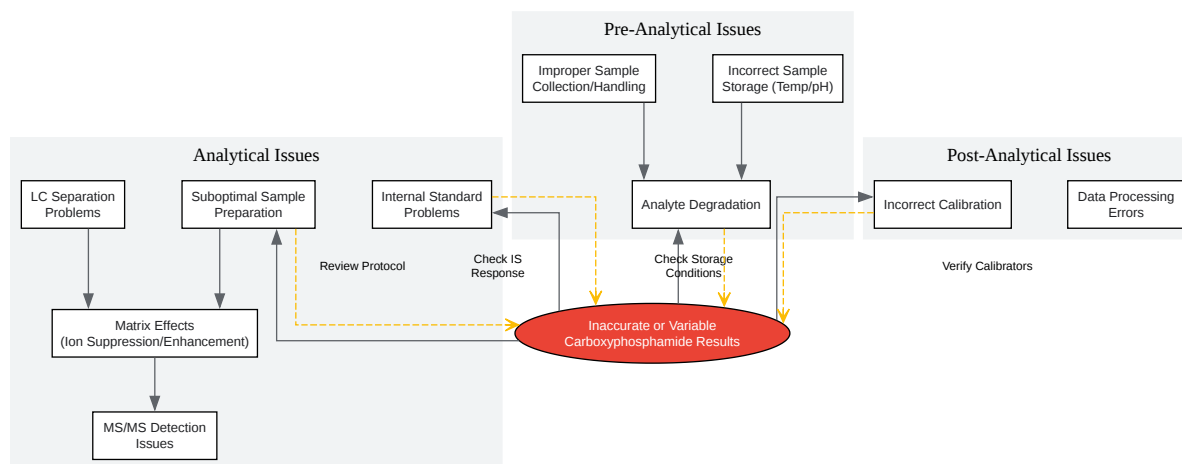 Pre-Analytical Issues
Improper Sample
Collection/Handling
Incorrect Sample
Storage (Temp/pH)
Analyte Degradation
Analytical Issues
LC Separation
Problems
Suboptimal Sample
Preparation
Internal Standard
Problems
Matrix Effects
(Ion Suppression/Enhancement)
MS/MS Detection
Issues
Post-Analytical Issues
Incorrect Calibration
Data Processing
Errors
Review Protocol
Check IS
Response
Check Storage
Conditions
Verify Calibrators
Inaccurate or Variable
Carboxyphosphamide Results